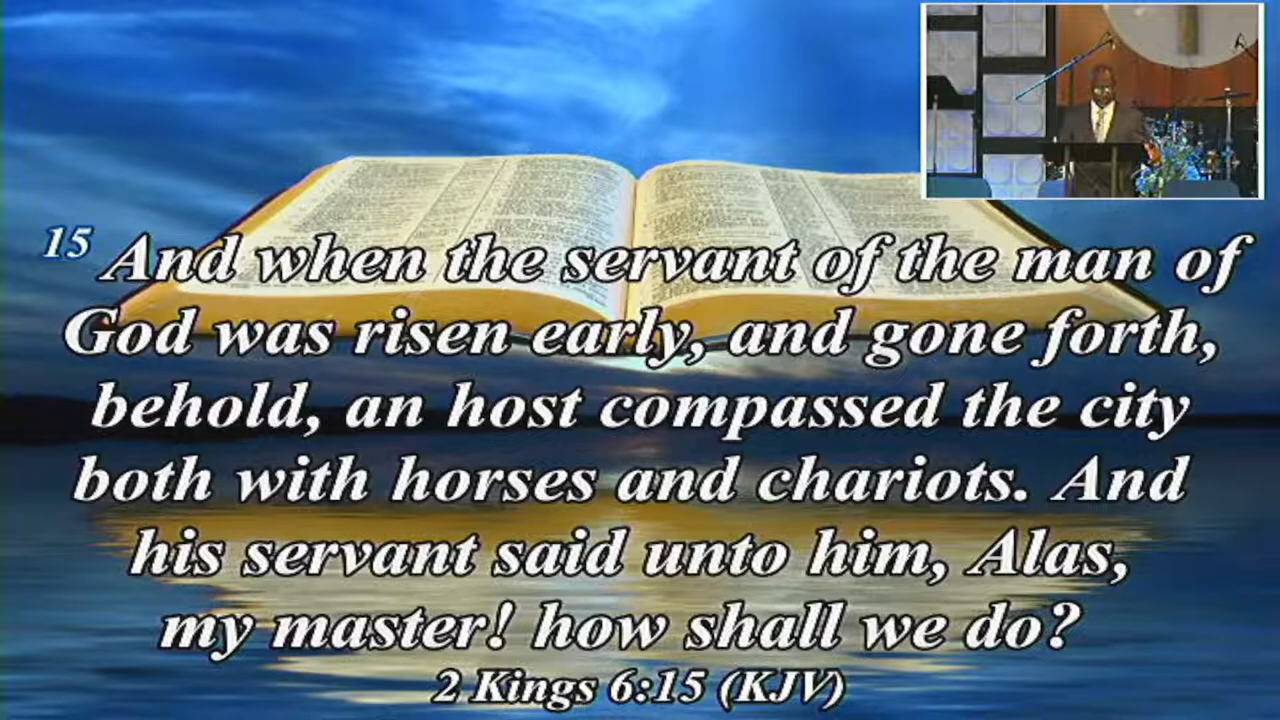 15 And when the servant of the man of
God was risen early, and gone forth,
behold, an host compassed the city
both with horses and chariots. And
his servant said unto him, Alas,
my master! how shall we do?
2 Kings 6:15 (KJV)